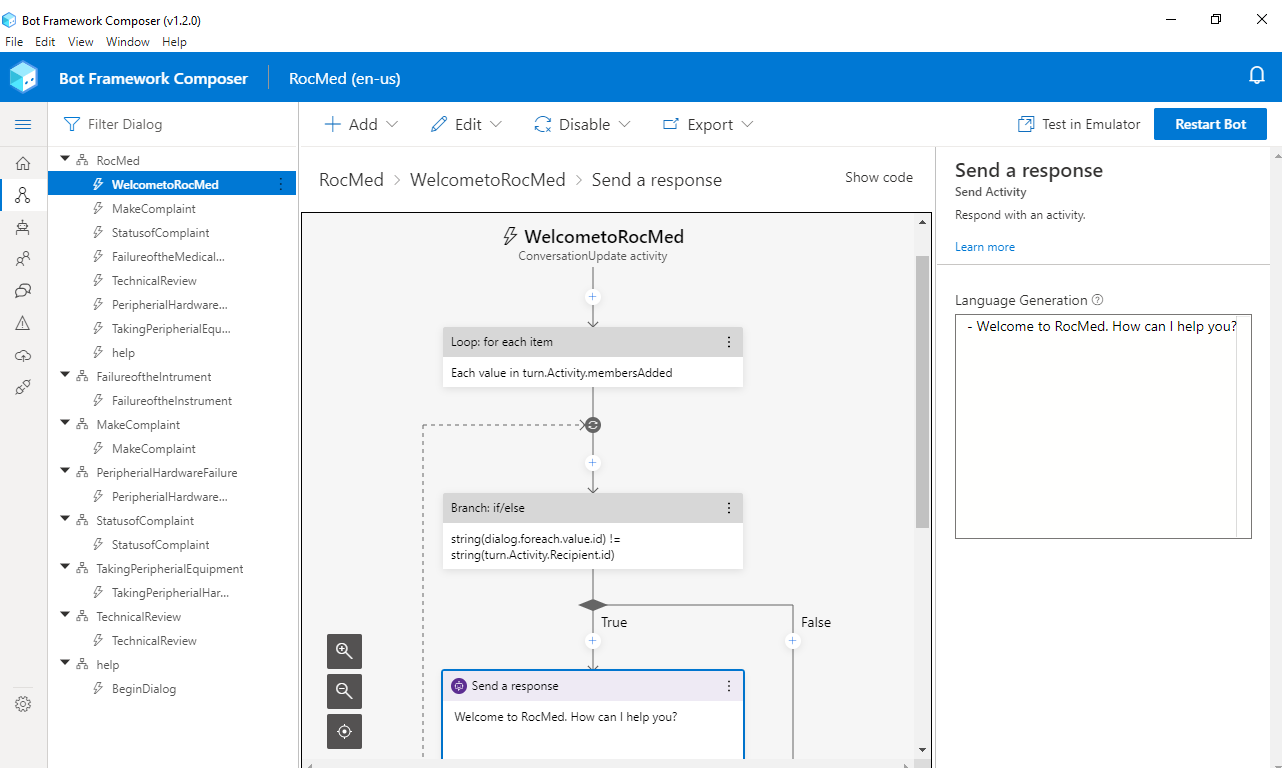 Bot Framework Composer (v1.2.0)
File Edit View Window Help
Bot Framework Composer RocMed (en-us)
Filter Dialog
Add Edit Disable Export Test in Emulator Restart Bot
RocMed
WelcometoRocMed
MakeComplaint
StatusofComplaint
FailureoftheMedical...
TechnicalReview
PeripherialHardware...
TakingPeripherialEqu...
help
FailureoftheIntrument
FailureoftheInstrument
MakeComplaint
MakeComplaint
PeripherialHardwareFailure
PeripherialHardware...
StatusofComplaint
StatusofComplaint
TakingPeripherialEquipment
TakingPeripherialHar...
TechnicalReview
TechnicalReview
help
BeginDialog
RocMed > WelcometoRocMed > Send a response
Show code
WelcometoRocMed
ConversationUpdate activity
Loop: for each item
Each value in turn.Activity.membersAdded
Branch: if/else
string(dialog.foreach.value.id) !=
string(turn.Activity.Recipient.id)
True
False
Send a response
Welcome to RocMed. How can I help you?
Send a response
Send Activity
Respond with an activity.
Learn more
Language Generation
- Welcome to RocMed. How can I help you?